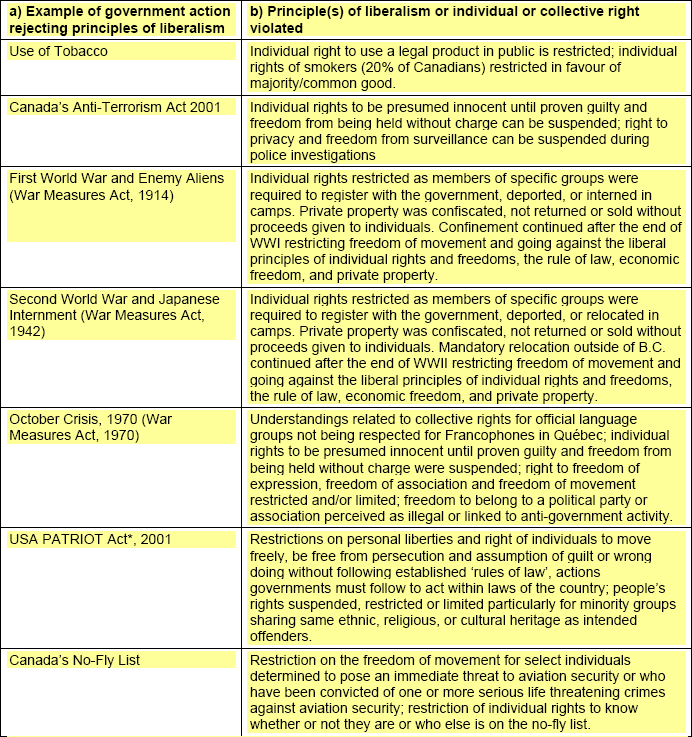 a) Example of government action
rejecting principles of liberalism
b) Principle(s) of liberalism or individual or collective right
violated
Use of Tobacco
Individual right to use a legal product in public is restricted; individual
rights of smokers (20% of Canadians) restricted in favour of
majority/common good.
Canada's Anti-Terrorism Act 2001
Individual rights to be presumed innocent until proven guilty and
freedom from being held without charge can be suspended; right to
privacy and freedom from surveillance can be suspended during
police investigations
First World War and Enemy Aliens
(War Measures Act, 1914)
Individual rights restricted as members of specific groups were
required to register with the government, deported, or interned in
camps. Private property was confiscated, not returned or sold without
proceeds given to individuals. Confinement continued after the end of
WWI restricting freedom of movement and going against the liberal
principles of individual rights and freedoms, the rule of law, economic
freedom, and private property.
Second World War and Japanese
Internment (War Measures Act,
1942)
Individual rights restricted as members of specific groups were
required to register with the government, deported, or relocated in
camps. Private property was confiscated, not returned or sold without
proceeds given to individuals. Mandatory relocation outside of B.C.
continued after the end of WWII restricting freedom of movement and
going against the liberal principles of individual rights and freedoms,
the rule of law, economic freedom, and private property.
October Crisis, 1970 (War
Measures Act, 1970)
Understandings related to collective rights for official language
groups not being respected for Francophones in Québec; individual
rights to be presumed innocent until proven guilty and freedom from
being held without charge were suspended; right to freedom of
expression, freedom of association and freedom of movement
restricted and/or limited; freedom to belong to a political party or
association perceived as illegal or linked to anti-government activity.
USA PATRIOT Act*, 2001
Restrictions on personal liberties and right of individuals to move
freely, be free from persecution and assumption of guilt or wrong
doing without following established 'rules of law', actions
governments must follow to act within laws of the country; people's
rights suspended, restricted or limited particularly for minority groups
sharing same ethnic, religious, or cultural heritage as intended
offenders.
Canada's No-Fly List
Restriction on the freedom of movement for select individuals
determined to pose an immediate threat to aviation security or who
have been convicted of one or more serious life threatening crimes
against aviation security; restriction of individual rights to know
whether or not they are or who else is on the no-fly list.